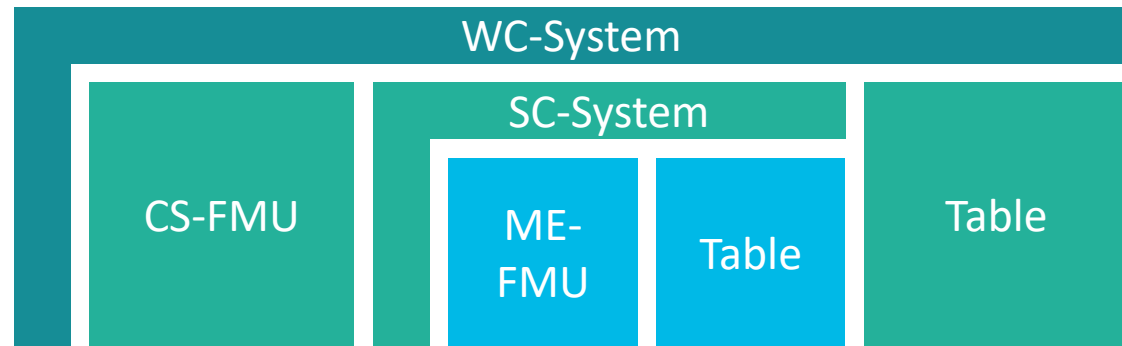 WC-System
SC-System
CS-FMU
ME-
FMU
Table
Table